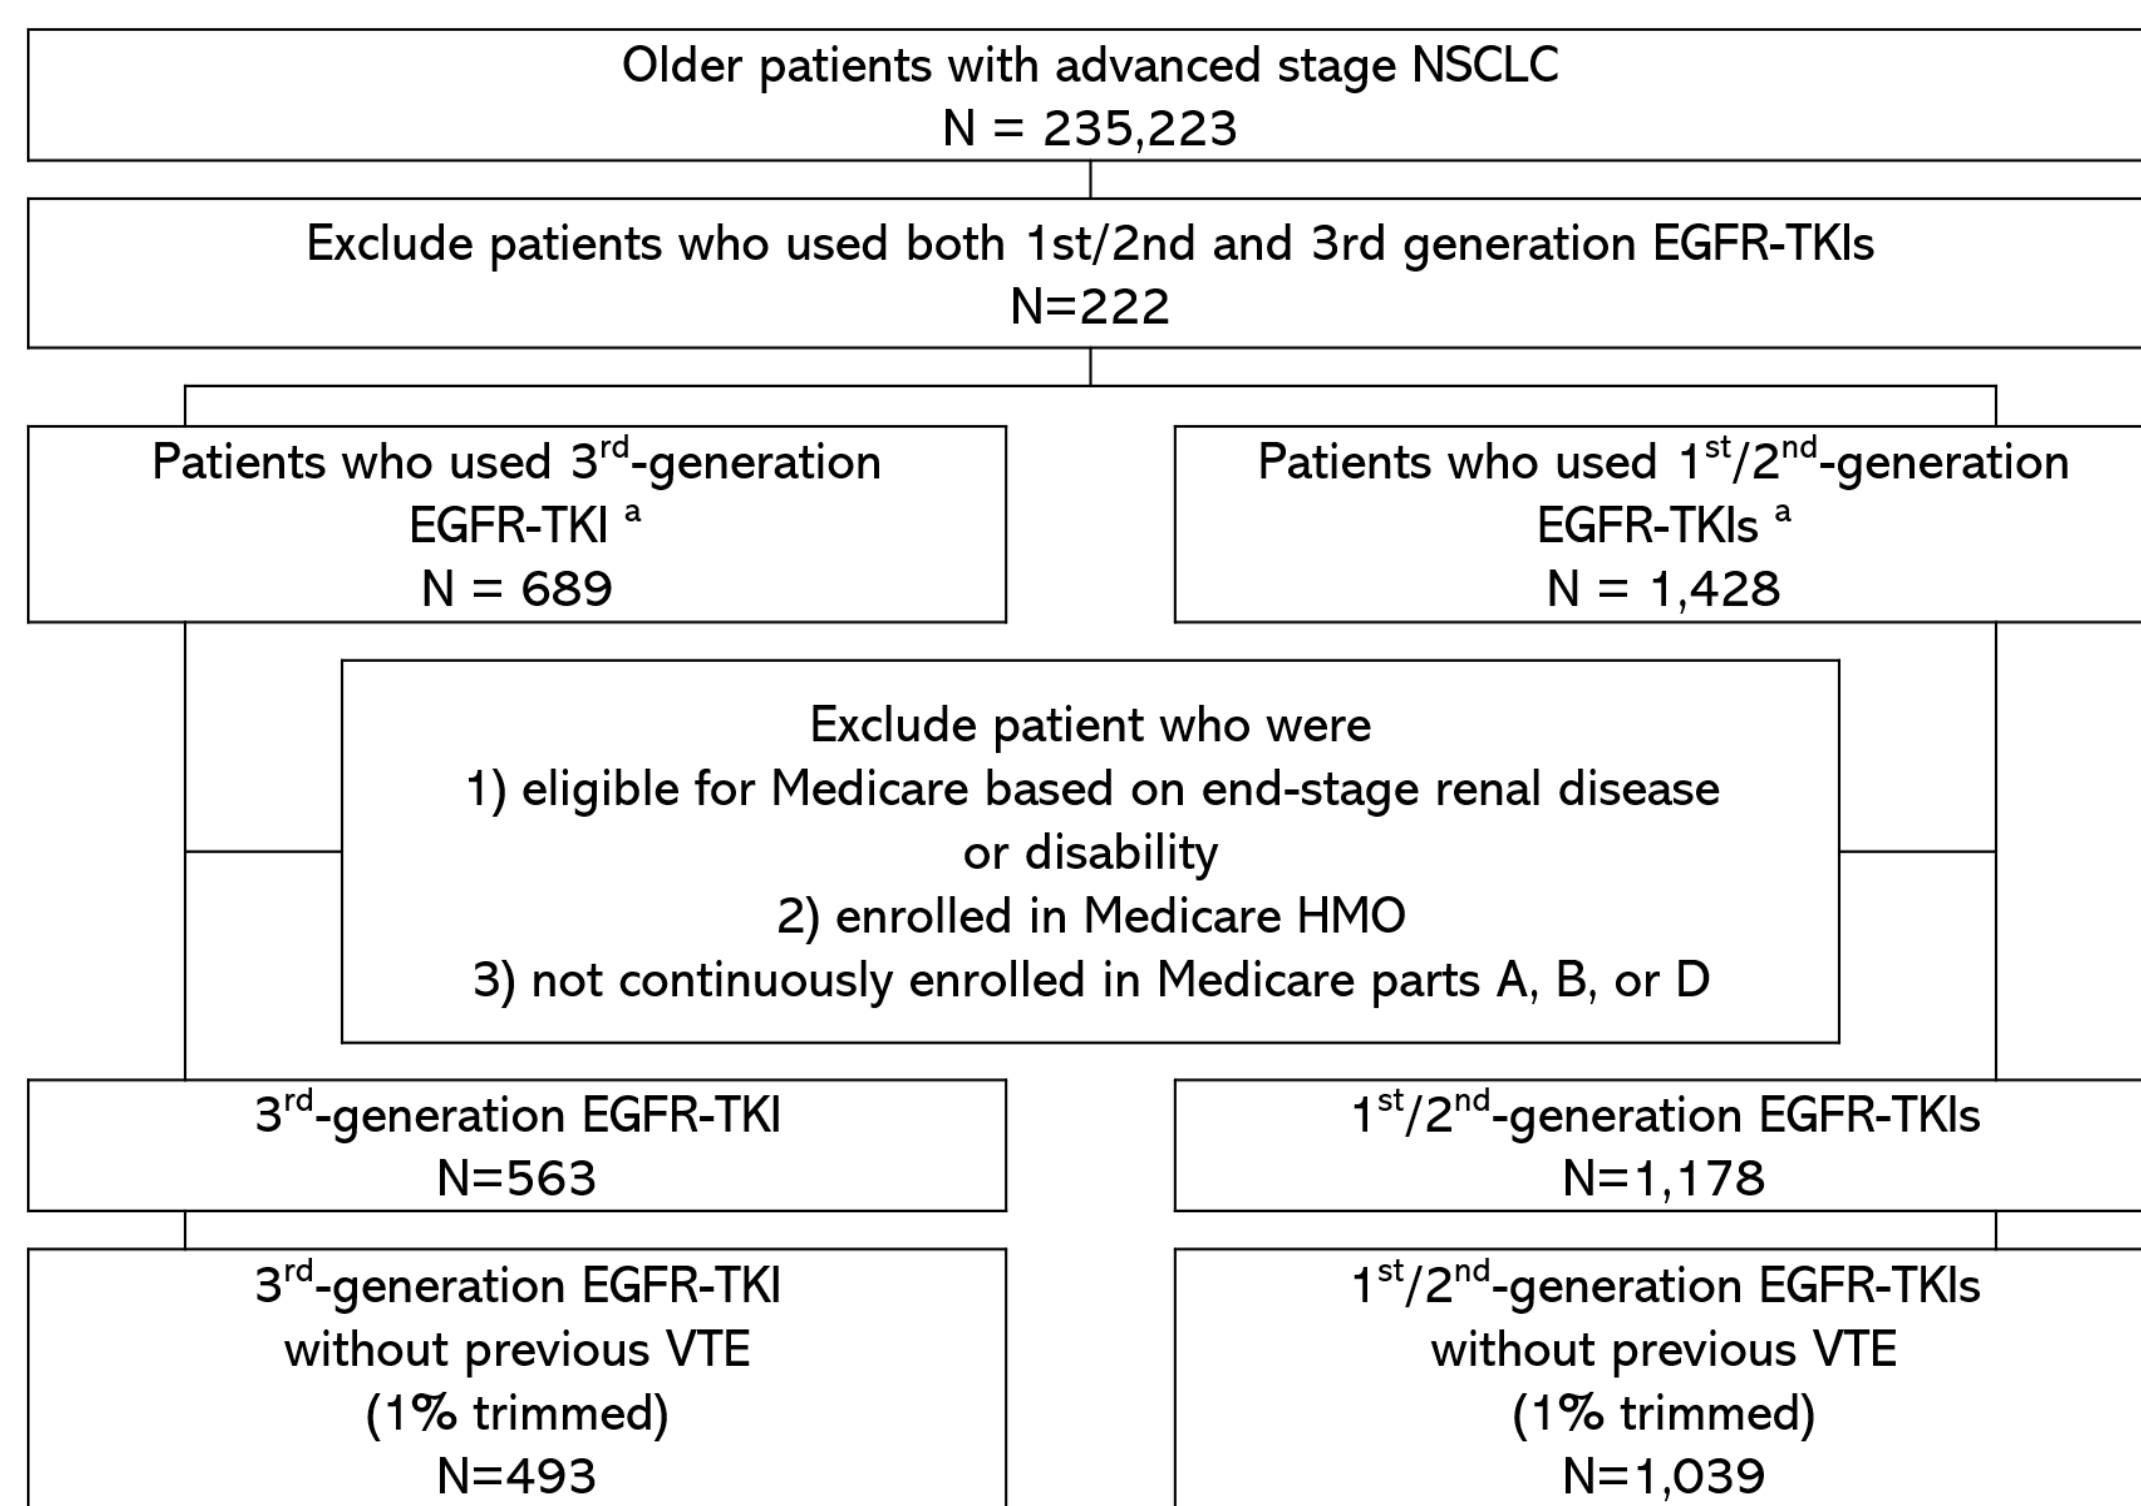 Older patients with advanced stage NSCLC
N = 235,223
Exclude patients who used both 1st/2nd and 3rd generation EGFR-TKIs
N=222
Patients who used 3rd-generation
EGFR-TKI a
N = 689
Patients who used 1st/2nd-generation
EGFR-TKIs a
N = 1,428
Exclude patient who were
1) eligible for Medicare based on end-stage renal disease
or disability
2) enrolled in Medicare HMO
3) not continuously enrolled in Medicare parts A, B, or D
3rd-generation EGFR-TKI
N=563
1st/2nd-generation EGFR-TKIs
N=1,178
3rd-generation EGFR-TKI
without previous VTE
(1% trimmed)
N=493
1st/2nd-generation EGFR-TKIs
without previous VTE
(1% trimmed)
N=1,039